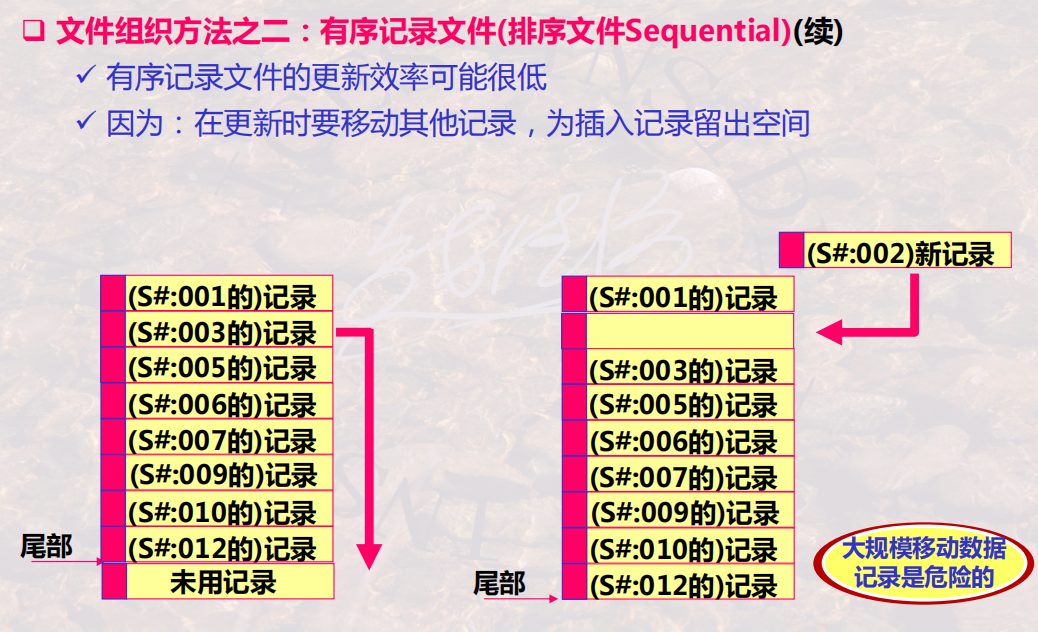 文件组织方法之二：有序记录文件(排序文件Sequential)(续)
有序记录文件的更新效率可能很低
因为：在更新时要移动其他记录，为插入记录留出空间
(S#:002)新记录
(S#:001的)记录
(S#:003的)记录
(S#:005的)记录
(S#:006的)记录
(S#:007的)记录
(S#:009的)记录
(S#:010的)记录
(S#:012的)记录
未用记录
尾部
(S#:001的)记录
(S#:003的)记录
(S#:005的)记录
(S#:006的)记录
(S#:007的)记录
(S#:009的)记录
(S#:010的)记录
(S#:012的)记录
尾部
大规模移动数据
记录是危险的